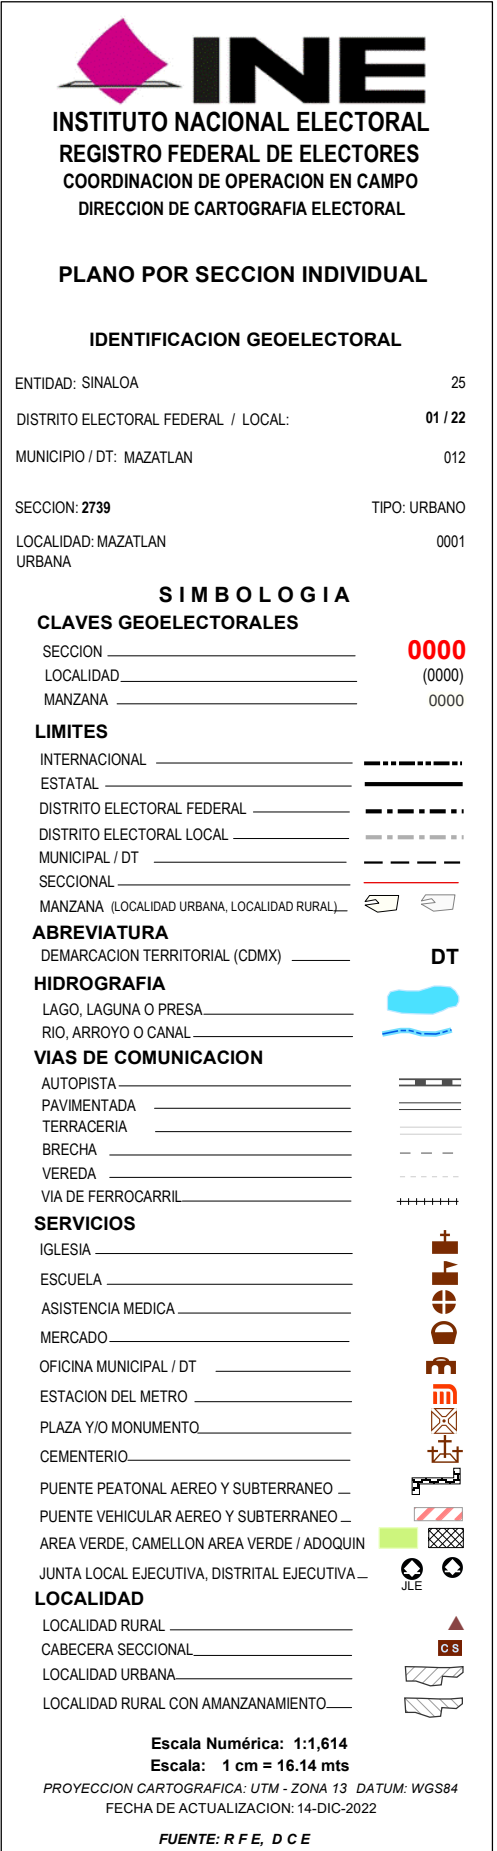 INE
INSTITUTO NACIONAL ELECTORAL
REGISTRO FEDERAL DE ELECTORES
COORDINACION DE OPERACION EN CAMPO
DIRECCION DE CARTOGRAFIA ELECTORAL
PLANO POR SECCION INDIVIDUAL
IDENTIFICACION GEOELECTORAL
ENTIDAD: SINALOA 25
DISTRITO ELECTORAL FEDERAL / LOCAL: 01 / 22
MUNICIPIO / DT: MAZATLAN 012
SECCION: 2739 TIPO: URBANO
LOCALIDAD: MAZATLAN 0001
URBANA
SIMBOLOGIA
CLAVES GEOELECTORALES
SECCION 0000
LOCALIDAD (0000)
MANZANA 0000
LIMITES
INTERNACIONAL
ESTATAL
DISTRITO ELECTORAL FEDERAL
DISTRITO ELECTORAL LOCAL
MUNICIPAL / DT
SECCIONAL
MANZANA (LOCALIDAD URBANA, LOCALIDAD RURAL)
ABREVIATURA
DEMARCACION TERRITORIAL (CDMX) DT
HIDROGRAFIA
LAGO, LAGUNA O PRESA
RIO, ARROYO O CANAL
VIAS DE COMUNICACION
AUTOPISTA
PAVIMENTADA
TERRACERIA
BRECHA
VEREDA
VIA DE FERROCARRIL
SERVICIOS
IGLESIA
ESCUELA
ASISTENCIA MEDICA
MERCADO
OFICINA MUNICIPAL / DT
ESTACION DEL METRO
PLAZA Y/O MONUMENTO
CEMENTERIO
PUENTE PEATONAL AEREO Y SUBTERRANEO
PUENTE VEHICULAR AEREO Y SUBTERRANEO
AREA VERDE, CAMELLON AREA VERDE / ADOQUIN
JUNTA LOCAL EJECUTIVA, DISTRITAL EJECUTIVA
JLE
LOCALIDAD
LOCALIDAD RURAL
CABECERA SECCIONAL CS
LOCALIDAD URBANA
LOCALIDAD RURAL CON AMANZANAMIENTO
Escala Numérica: 1:1,614
Escala: 1 cm = 16.14 mts
PROYECCION CARTOGRAFICA: UTM - ZONA 13 DATUM: WGS84
FECHA DE ACTUALIZACION: 14-DIC-2022
FUENTE: R F E, D C E